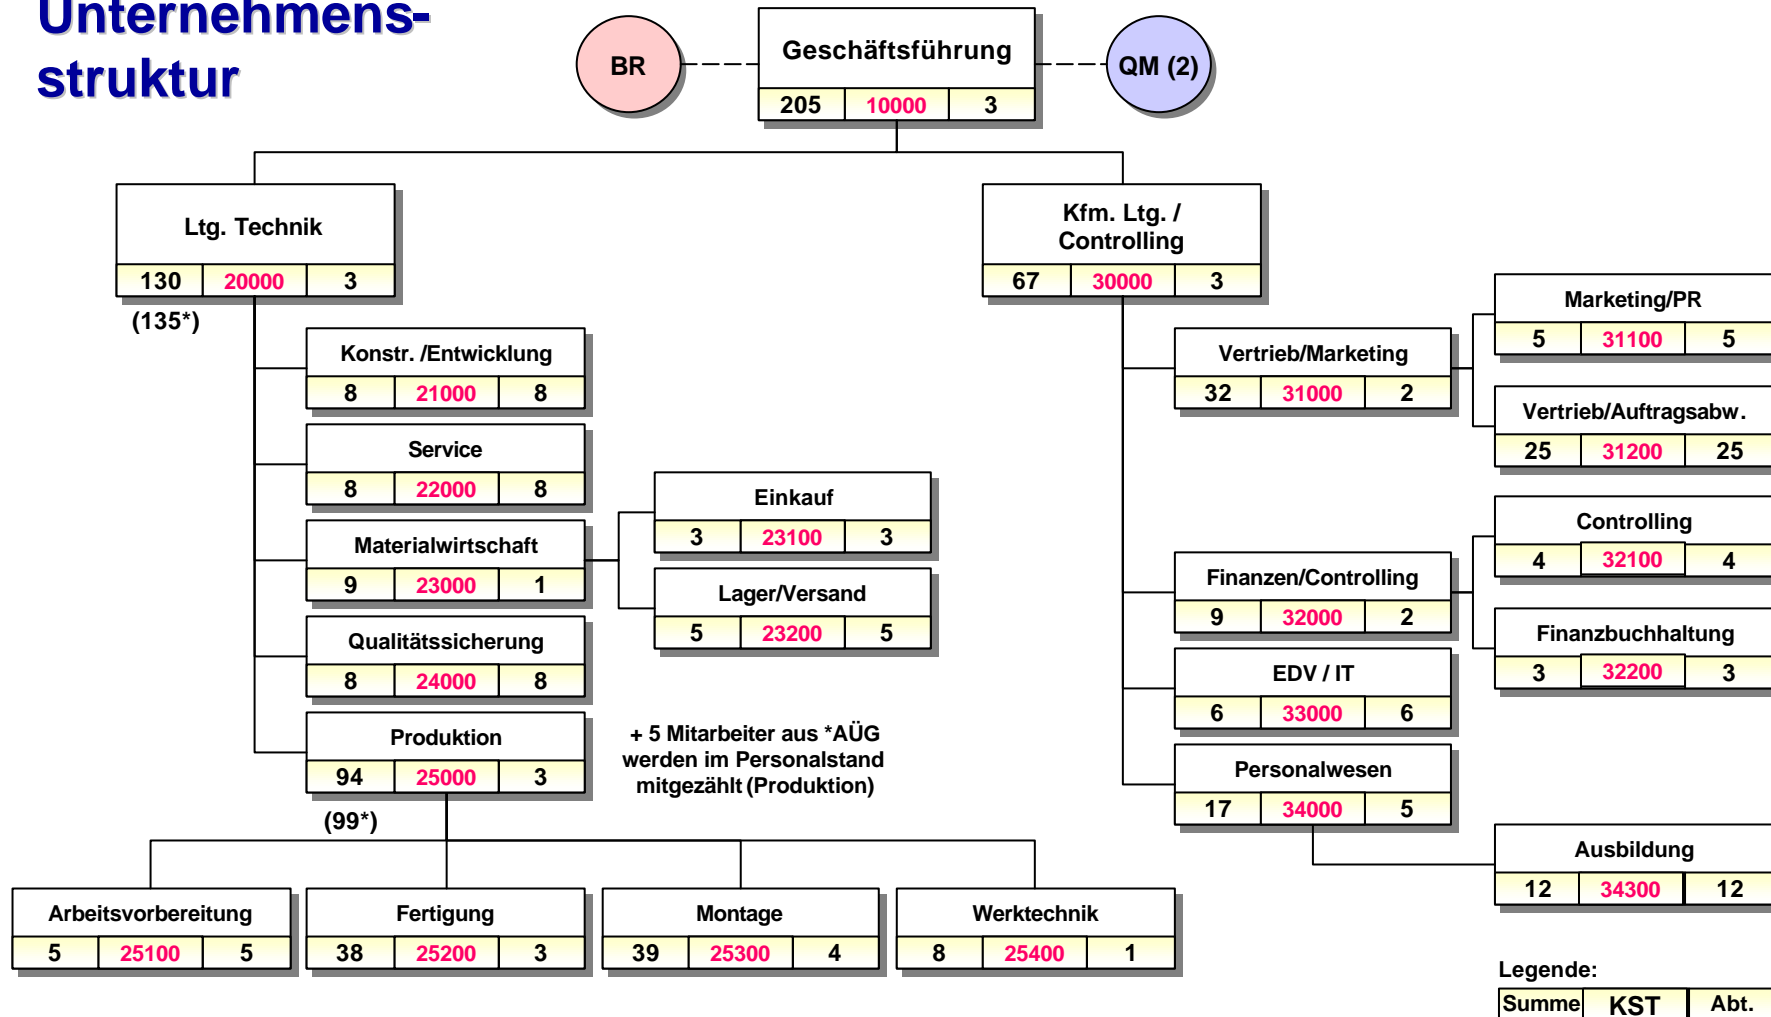 Unternehmens-
struktur
BR
Geschäftsführung
QM (2)
205 10000 3
Ltg. Technik
130 20000 3
(135*)
Kfm. Ltg. /
Controlling
67 30000 3
Konstr. /Entwicklung
8 21000 8
Service
8 22000 8
Materialwirtschaft
9 23000 1
Einkauf
3 23100 3
Lager/Versand
5 23200 5
Qualitätssicherung
8 24000 8
Produktion
94 25000 3
(99*)
+ 5 Mitarbeiter aus *AÜG
werden im Personalstand
mitgezählt (Produktion)
Arbeitsvorbereitung
5 25100 5
Fertigung
38 25200 3
Montage
39 25300 4
Werktechnik
8 25400 1
Vertrieb/Marketing
32 31000 2
Marketing/PR
5 31100 5
Vertrieb/Auftragsabw.
25 31200 25
Finanzen/Controlling
9 32000 2
Controlling
4 32100 4
Finanzbuchhaltung
3 32200 3
EDV / IT
6 33000 6
Personalwesen
17 34000 5
Ausbildung
12 34300 12
Legende:
Summe KST Abt.